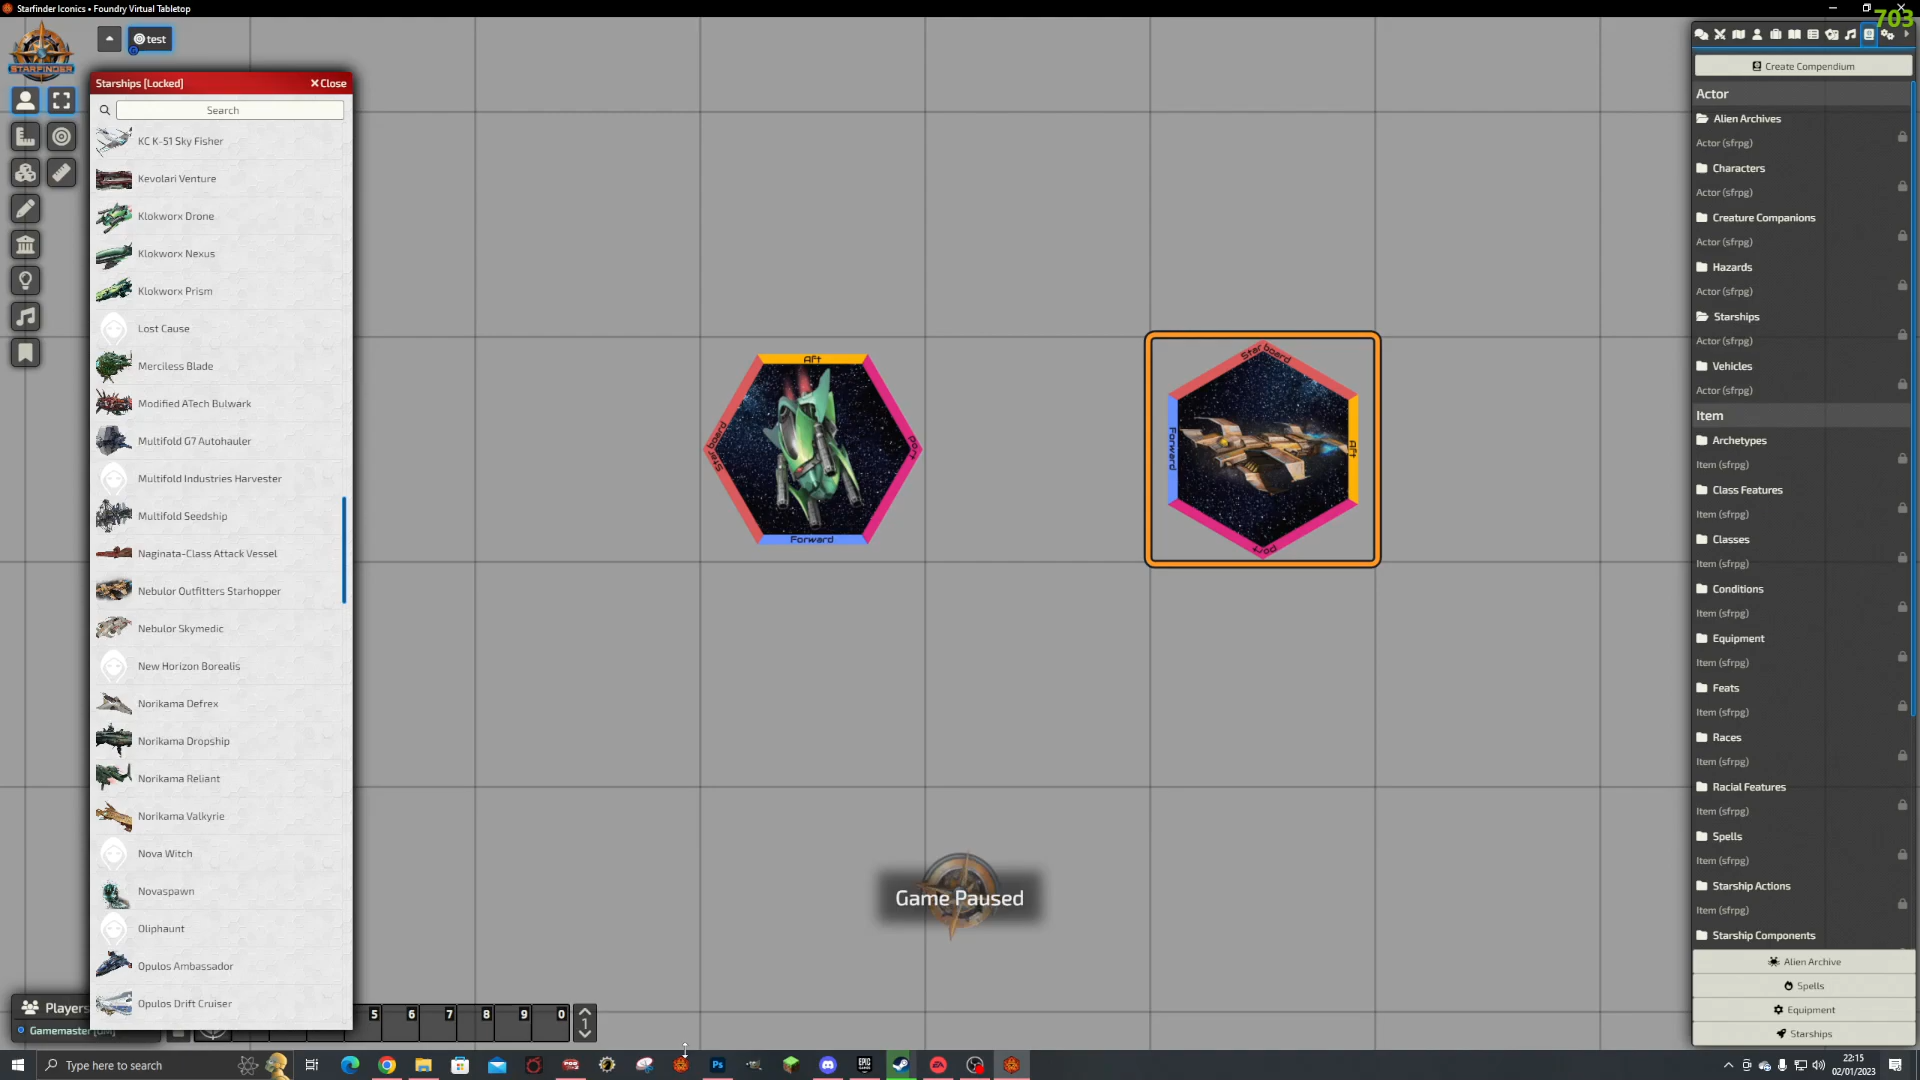 Starfinder Iconics • Foundry Virtual Tabletop
703
STARFINDER
test
Starships [Locked]
Close
Search
KC K-51 Sky Fisher
Kevolari Venture
Klokworx Drone
Klokworx Nexus
Klokworx Prism
Lost Cause
Merciless Blade
Modified ATech Bulwark
Multifold G7 Autohauler
Multifold Industries Harvester
Multifold Seedship
Naginata-Class Attack Vessel
Nebulor Outfitters Starhopper
Nebulor Skymedic
New Horizon Borealis
Norikama Defrex
Norikama Dropship
Norikama Reliant
Norikama Valkyrie
Nova Witch
Novaspawn
Oliphaunt
Opulos Ambassador
Opulos Drift Cruiser
Aft
Starboard
Port
Forward
Starboard
Forward
Aft
Port
Game Paused
Players
Gamemaster [GM]
5 6 7 8 9 0
1
Create Compendium
Actor
Alien Archives
Actor (sfrpg)
Characters
Actor (sfrpg)
Creature Companions
Actor (sfrpg)
Hazards
Actor (sfrpg)
Starships
Actor (sfrpg)
Vehicles
Actor (sfrpg)
Item
Archetypes
Item (sfrpg)
Class Features
Item (sfrpg)
Classes
Item (sfrpg)
Conditions
Item (sfrpg)
Equipment
Item (sfrpg)
Feats
Item (sfrpg)
Races
Item (sfrpg)
Racial Features
Item (sfrpg)
Spells
Item (sfrpg)
Starship Actions
Item (sfrpg)
Starship Components
Alien Archive
Spells
Equipment
Starships
Type here to search
Ps
EPIC
EA
22:15
02/01/2023